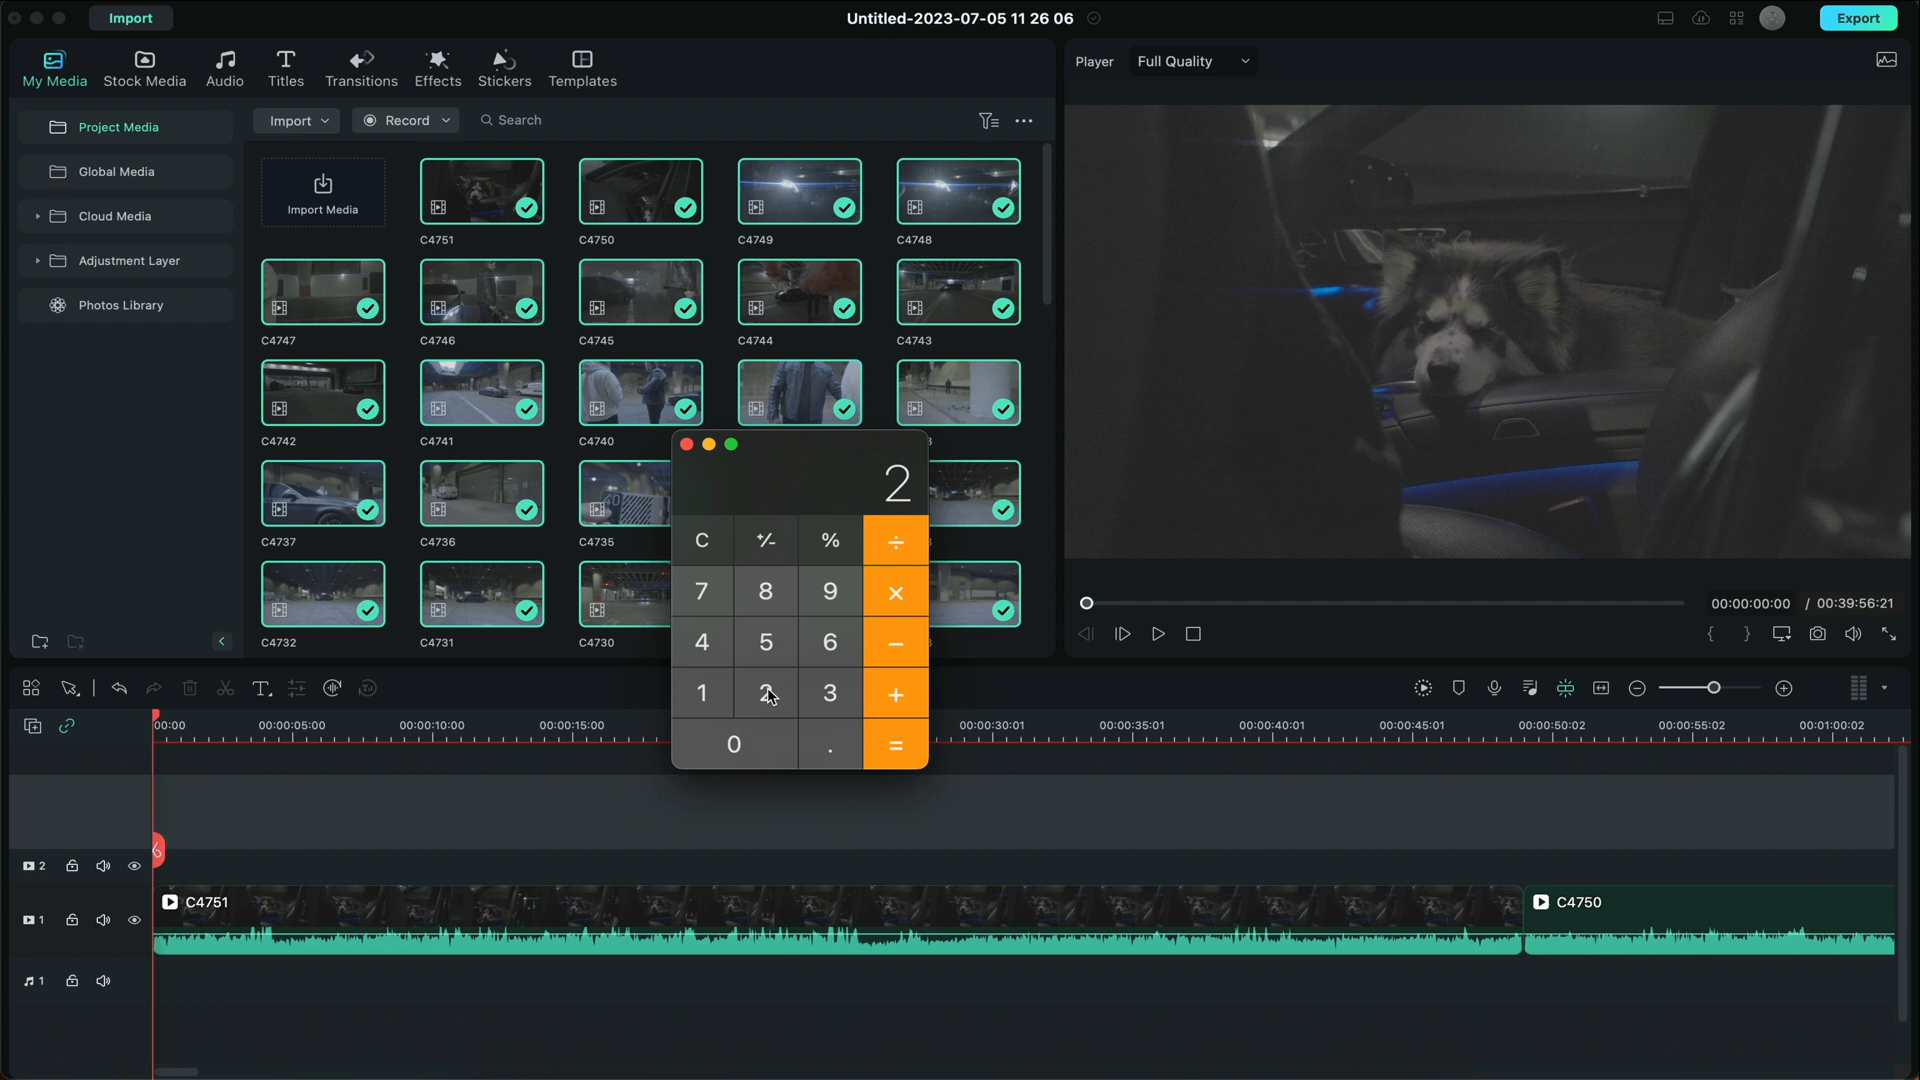 Import
Untitled-2023-07-05 11 26 06
Export
My Media
Stock Media
Audio
Titles
Transitions
Effects
Stickers
Templates
Player
Full Quality
Project Media
Global Media
Cloud Media
Adjustment Layer
Photos Library
Import
Record
Search
Import Media
C4751
C4750
C4749
C4748
C4747
C4746
C4745
C4744
C4743
C4742
C4741
C4740
C4737
C4736
C4735
C4732
C4731
C4730
2
C +/- % ÷
7 8 9 ×
4 5 6 −
1 2 3 +
0 . =
00:00:00:00 / 00:39:56:21
00:00 00:00:05:00 00:00:10:00 00:00:15:00 00:00:30:01 00:00:35:01 00:00:40:01 00:00:45:01 00:00:50:02 00:00:55:02 00:01:00:02
2
1
C4751
C4750
1